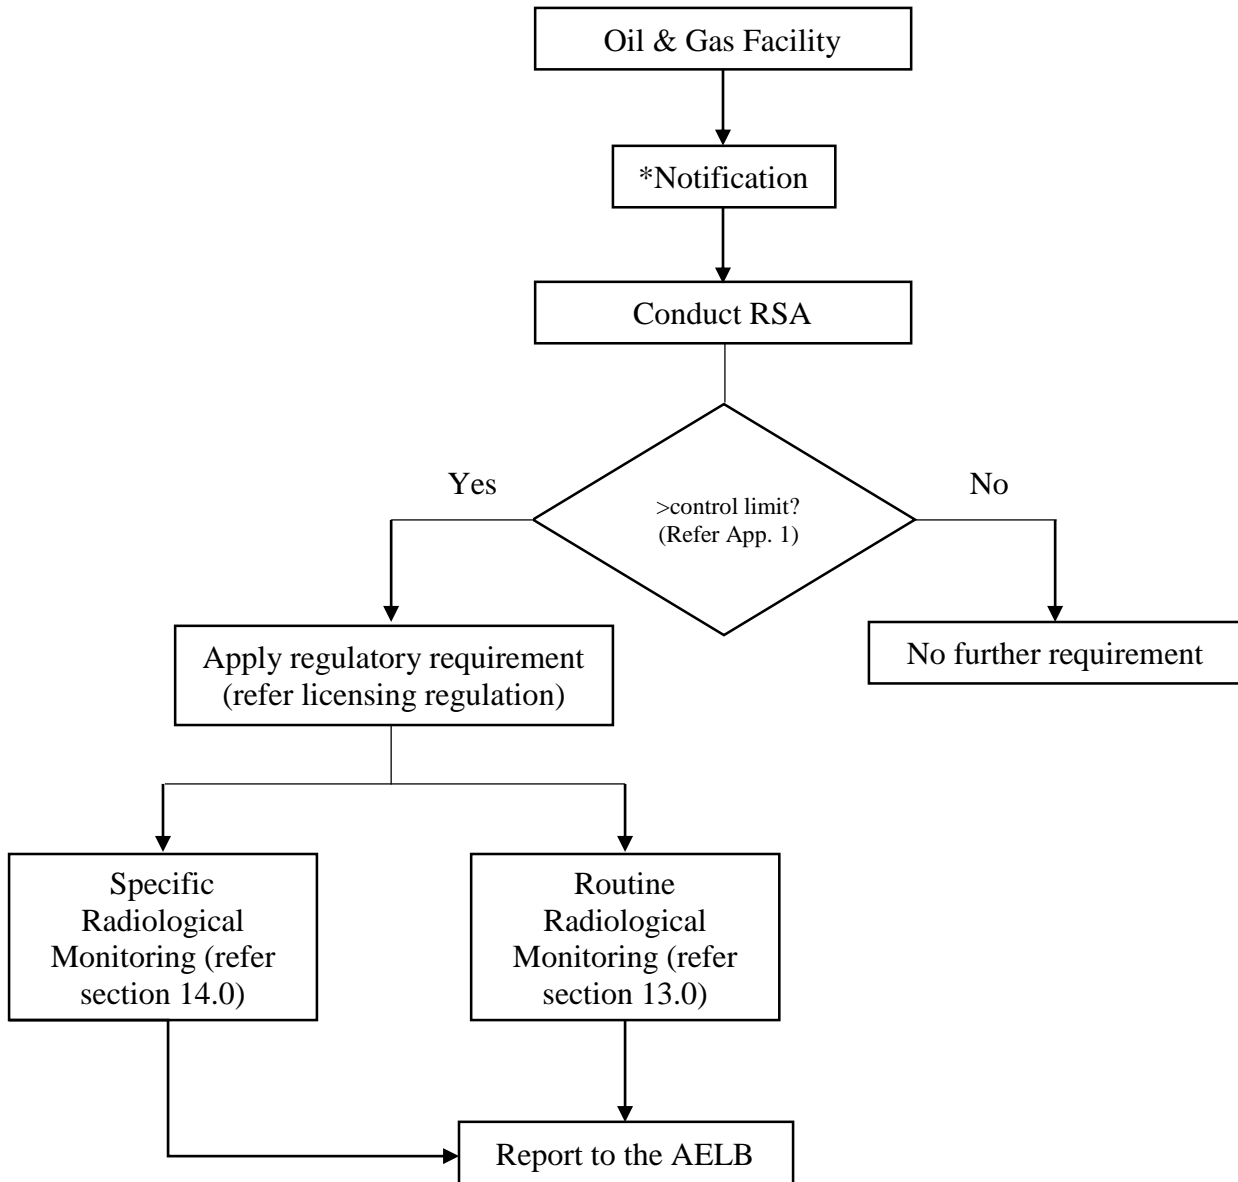 Oil & Gas Facility
*Notification
Conduct RSA
Yes
No
>control limit?
(Refer App. 1)
Apply regulatory requirement
(refer licensing regulation)
No further requirement
Specific
Radiological
Monitoring (refer
section 14.0)
Routine
Radiological
Monitoring (refer
section 13.0)
Report to the AELB